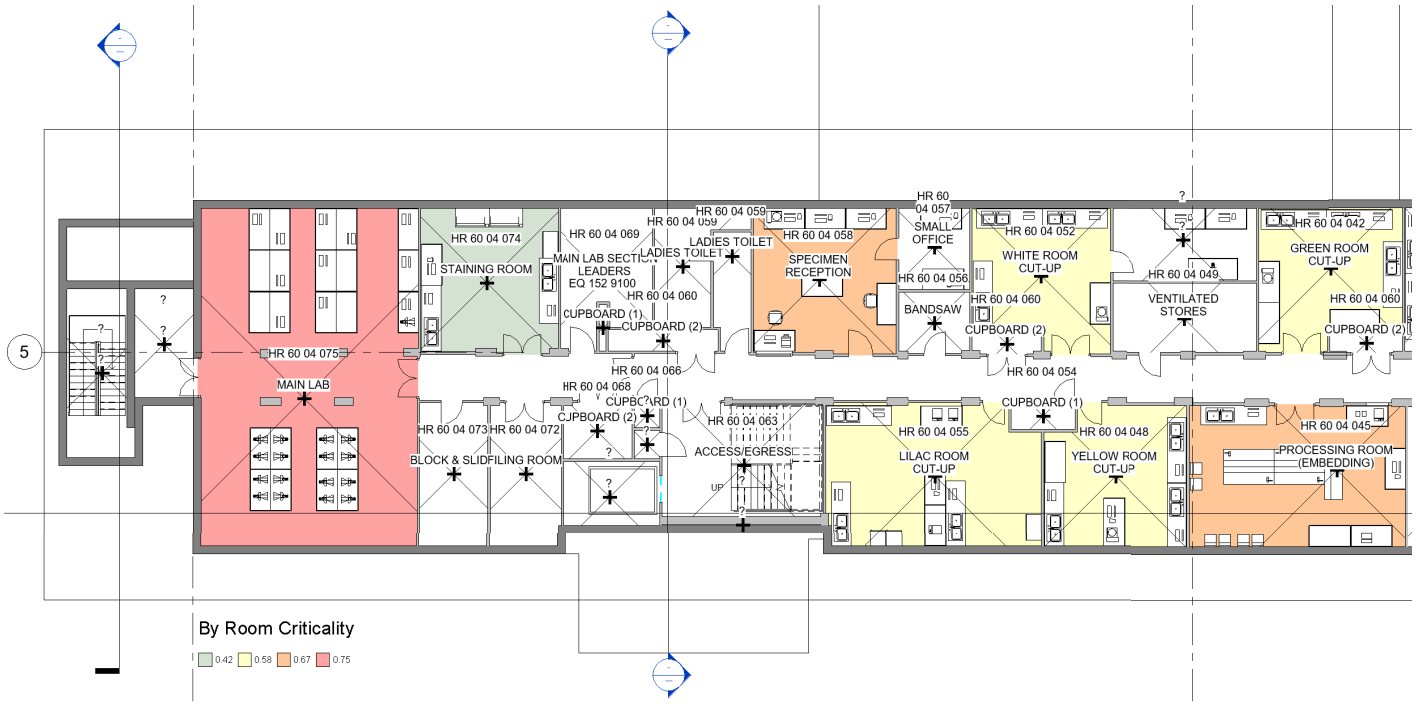 HR 60
04 057
HR 60 04 059
HR 60 04 059
HR 60 04 074
HR 60 04 069
HR 60 04 058
SMALL
OFFICE
HR 60 04 052
HR 60 04 042
?
?
LADIES TOILET
LADIES TOILET
MAIN LAB SECTION
LEADERS
EQ 152 9100
STAINING ROOM
SPECIMEN
RECEPTION
WHITE ROOM
CUT-UP
GREEN ROOM
CUT-UP
HR 60 04 056
HR 60 04 049
HR 60 04 060
HR 60 04 060
HR 60 04 060
VENTILATED
STORES
BANDSAW
CUPBOARD (1)
CUPBOARD (2)
CUPBOARD (2)
CUPBOARD (2)
?
?
?
?
5
HR 60 04 075
MAIN LAB
HR 60 04 066
HR 60 04 068
HR 60 04 054
CUPBOARD (1)
CUPBOARD (2)
CUPBOARD (1)
?
?
HR 60 04 073
HR 60 04 072
HR 60 04 063
HR 60 04 055
HR 60 04 048
HR 60 04 045
BLOCK & SLID
FILING ROOM
ACCESS/EGRESS
LILAC ROOM
CUT-UP
YELLOW ROOM
CUT-UP
PROCESSING ROOM
(EMBEDDING)
?
?
?
UP
?
By Room Criticality
0.42
0.58
0.67
0.75